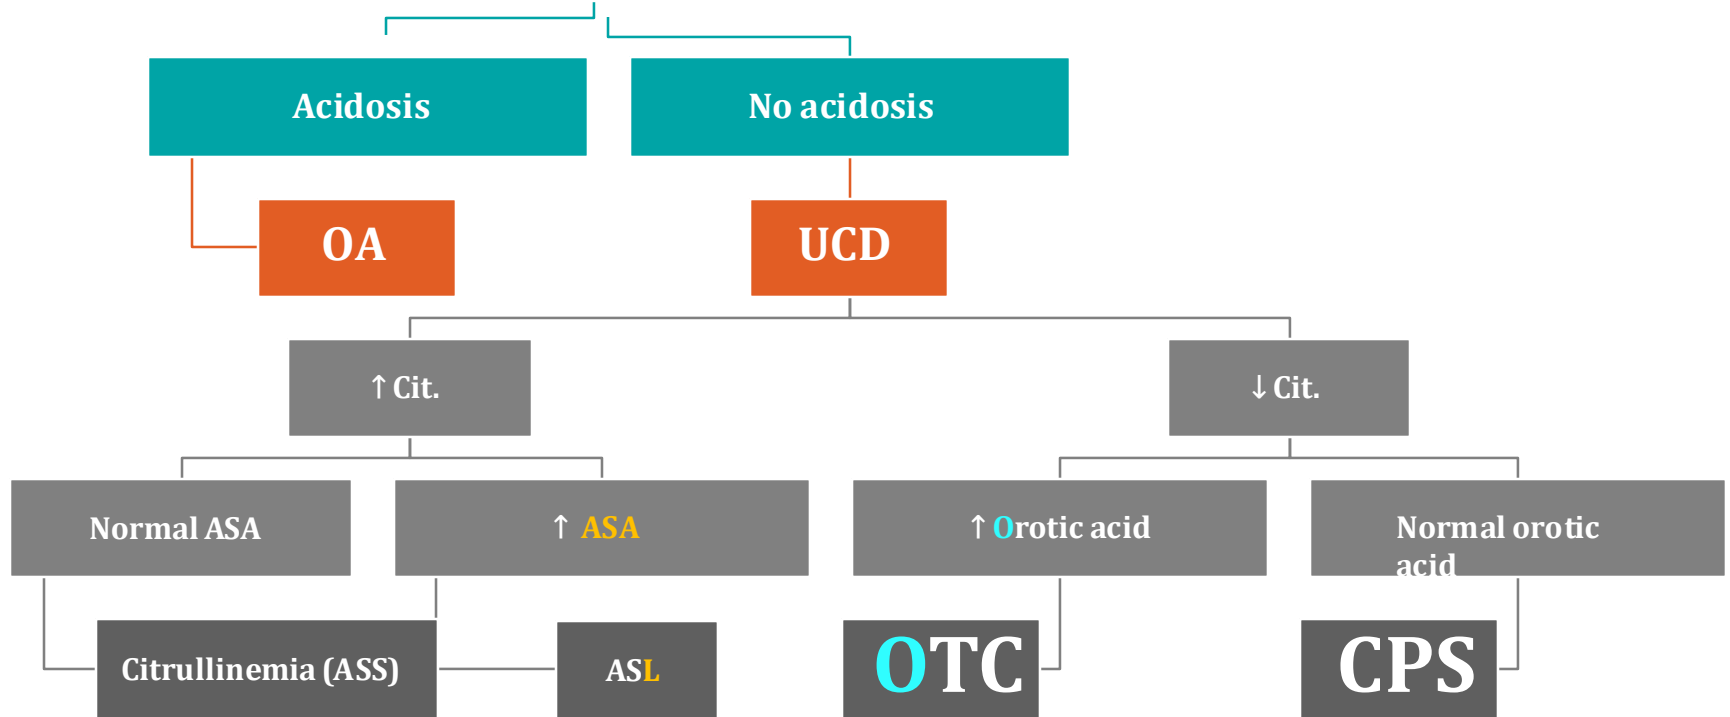 Acidosis
No acidosis
OA
UCD
↑ Cit.
↓ Cit.
Normal ASA
↑ ASA
↑ Orotic acid
Normal orotic
acid
Citrullinemia (ASS)
ASL
OTC
CPS